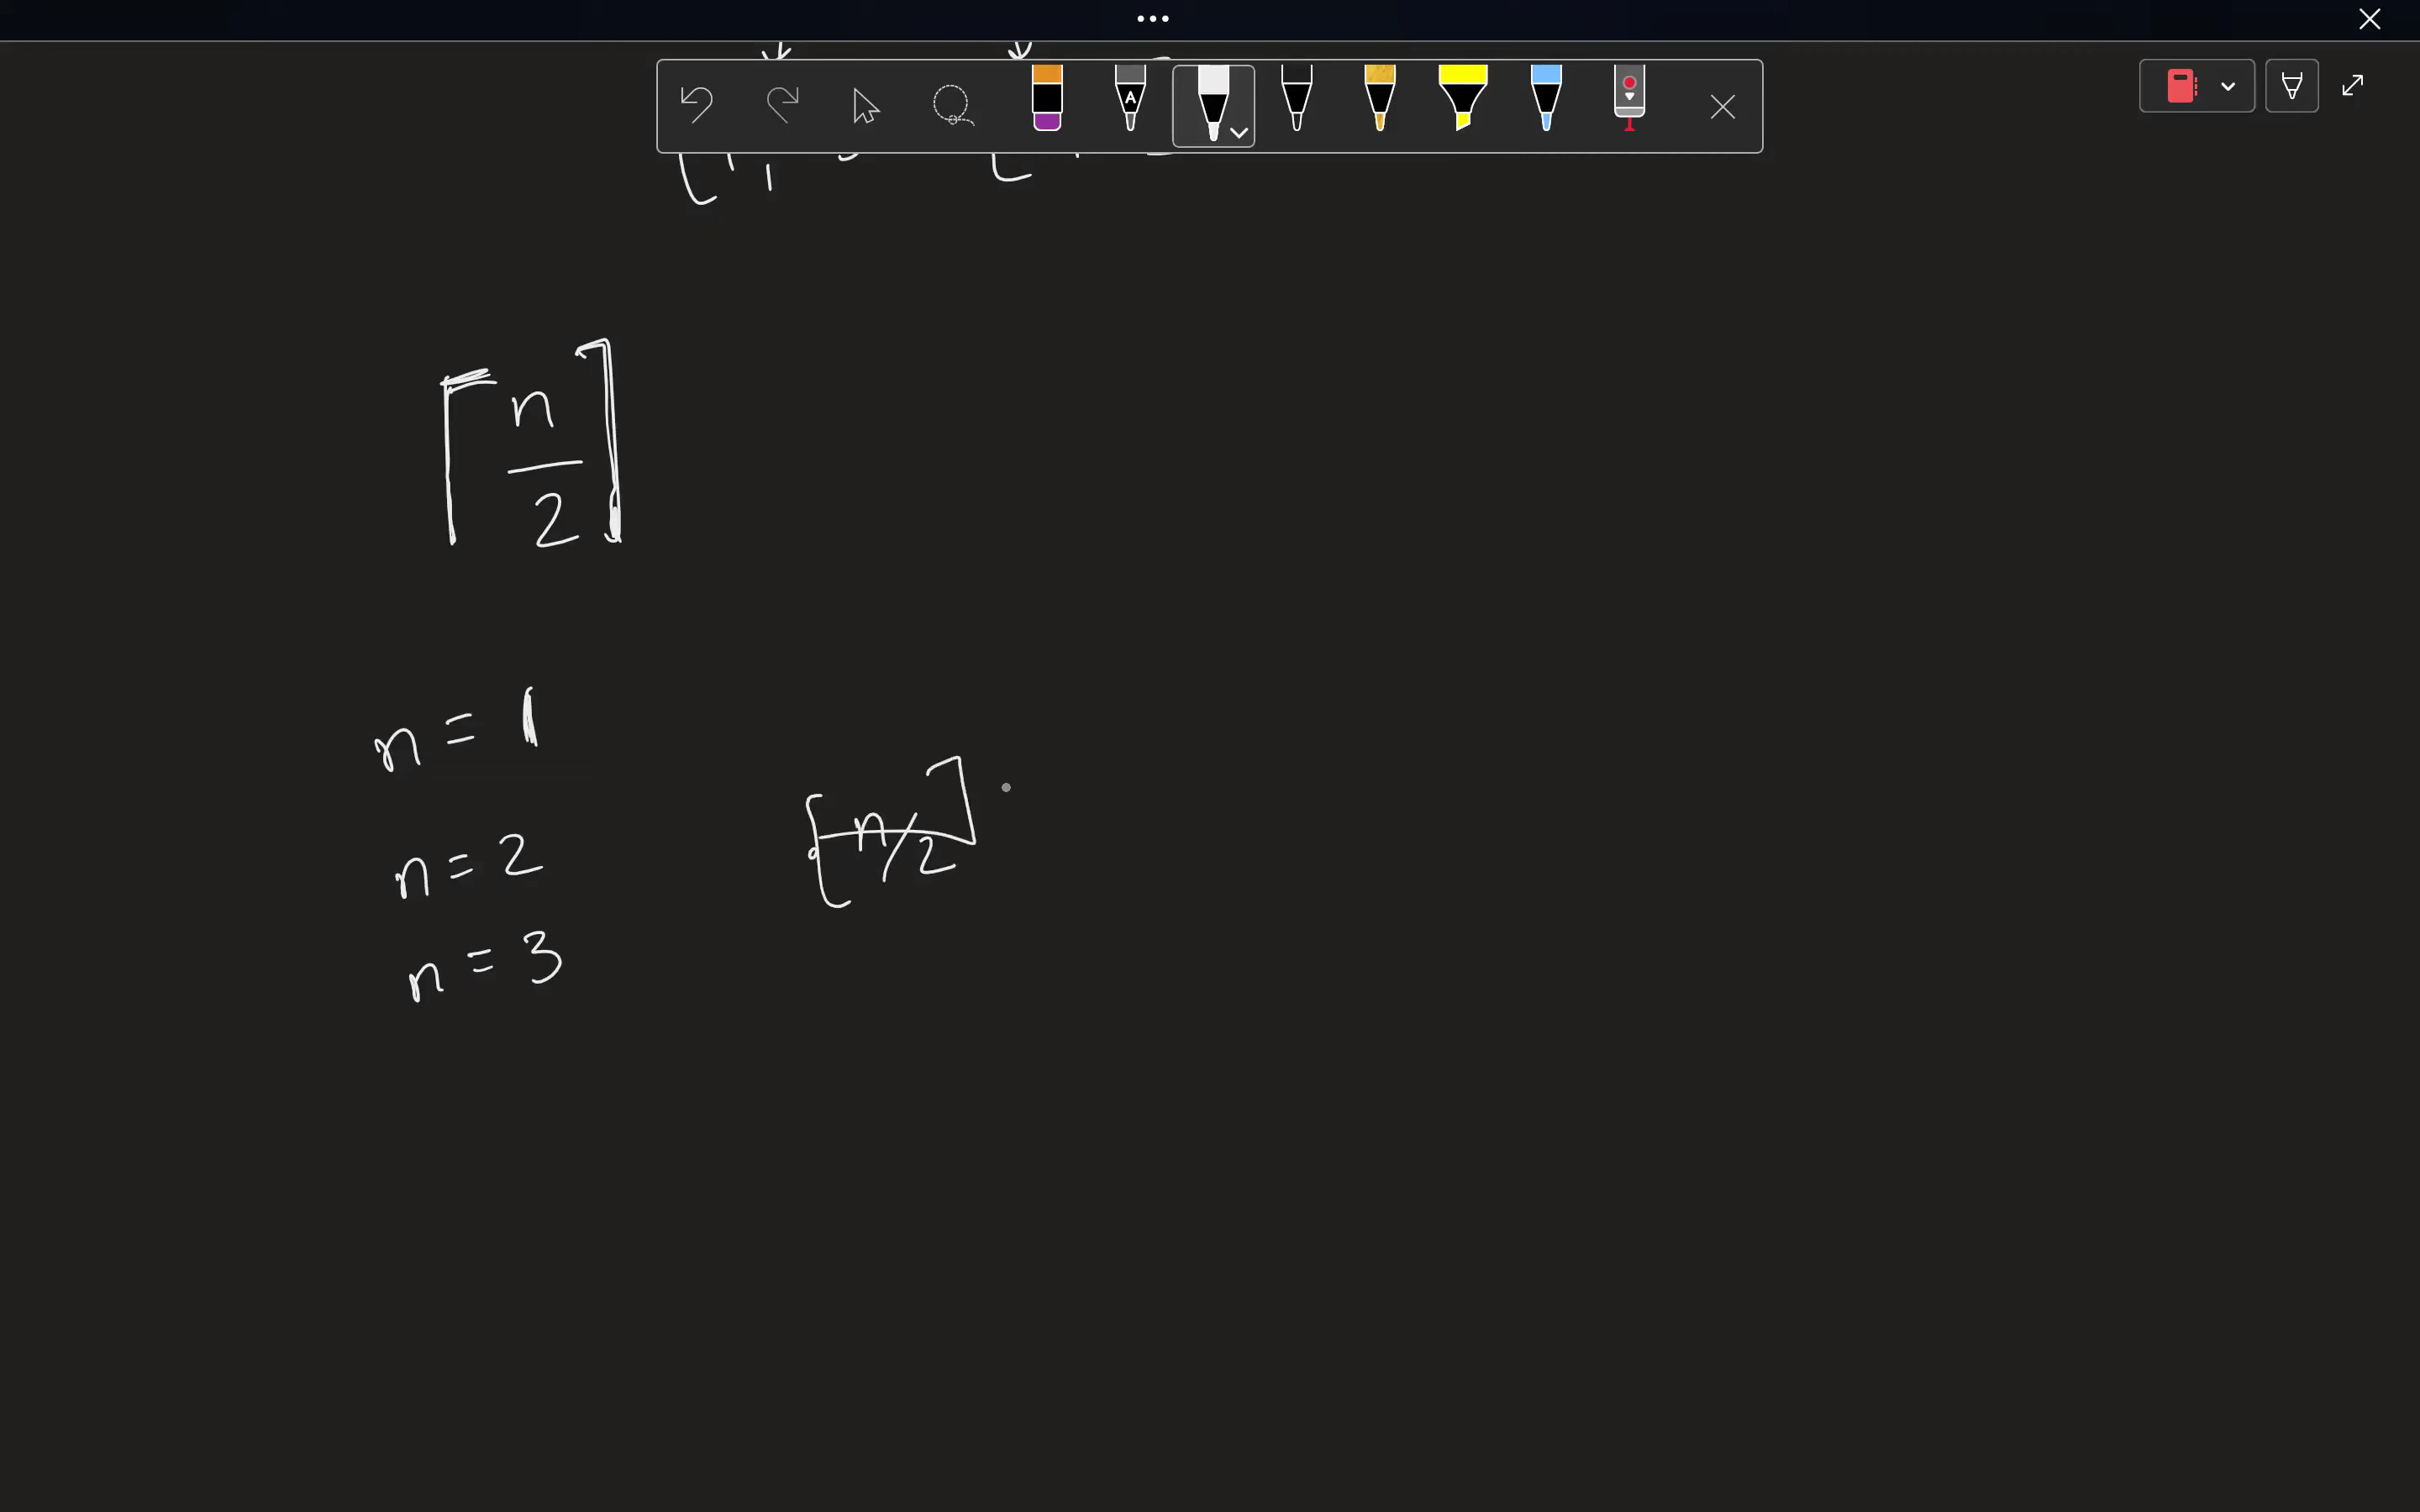 ⌈n/2⌉
n = 1
n = 2
[n/2]
n = 3